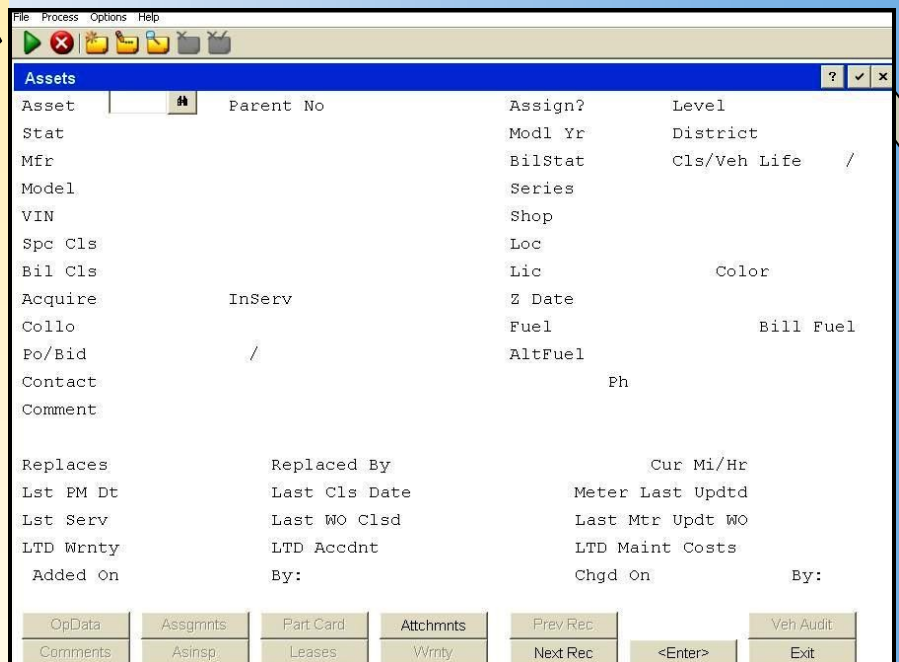 File Process Options Help
Assets ?
Asset Parent No Assign? Level
Stat Modl Yr District
Mfr BilStat Cls/Veh Life /
Model Series
VIN Shop
Spc Cls Loc
Bil Cls Lic Color
Acquire InServ Z Date
Collo Fuel Bill Fuel
Po/Bid / AltFuel
Contact Ph
Comment
Replaces Replaced By Cur Mi/Hr
Lst PM Dt Last Cls Date Meter Last Updtd
Lst Serv Last WO Clsd Last Mtr Updt WO
LTD Wrnty LTD Accdnt LTD Maint Costs
Added On By: Chgd On By:
OpData Assgmnts Part Card Attchmnts Prev Rec Veh Audit
Comments Asinsp Leases Wrnty Next Rec <Enter> Exit